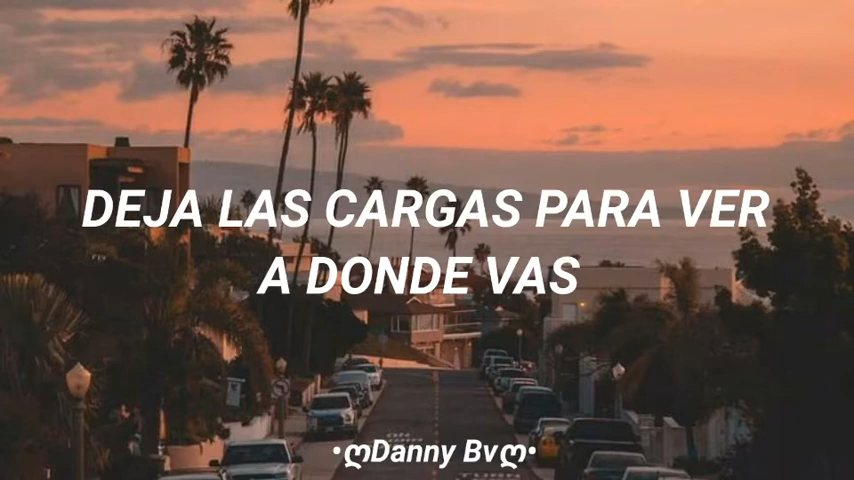 DEJA LAS CARGAS PARA VER
A DONDE VAS
•ღDanny Bvღ•